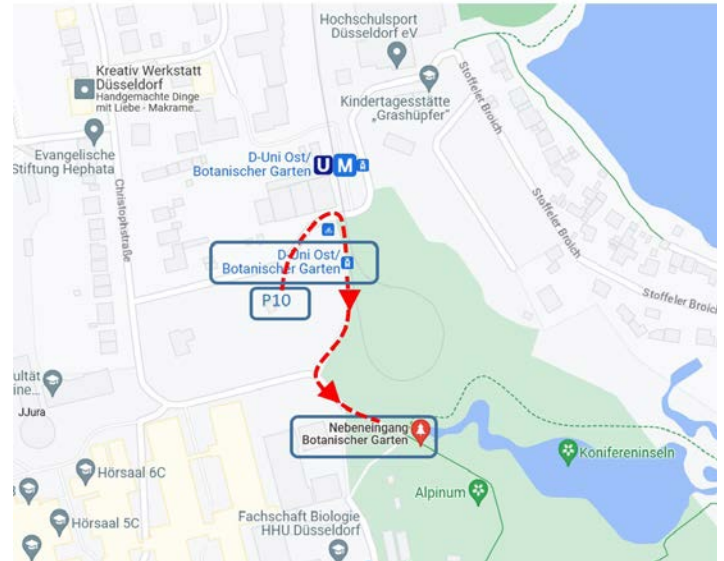 Hochschulsport
Düsseldorf eV
Kreativ Werkstatt
Düsseldorf
Handgemachte Dinge
mit Liebe - Makrame...
Kindertagesstätte
„Grashüpfer“
Stoffeler Broich
Evangelische
Stiftung Hephata
D-Uni Ost/
Botanischer Garten
U M
Christophstraße
Stoffeler Broich
D-Uni Ost/
Botanischer Garten
P10
Stoffeler Broich
ultät
ine...
JJura
Nebeneingang
Botanischer Garten
Konifereninseln
Hörsaal 6C
Alpinum
Hörsaal 5C
Fachschaft Biologie
HHU Düsseldorf